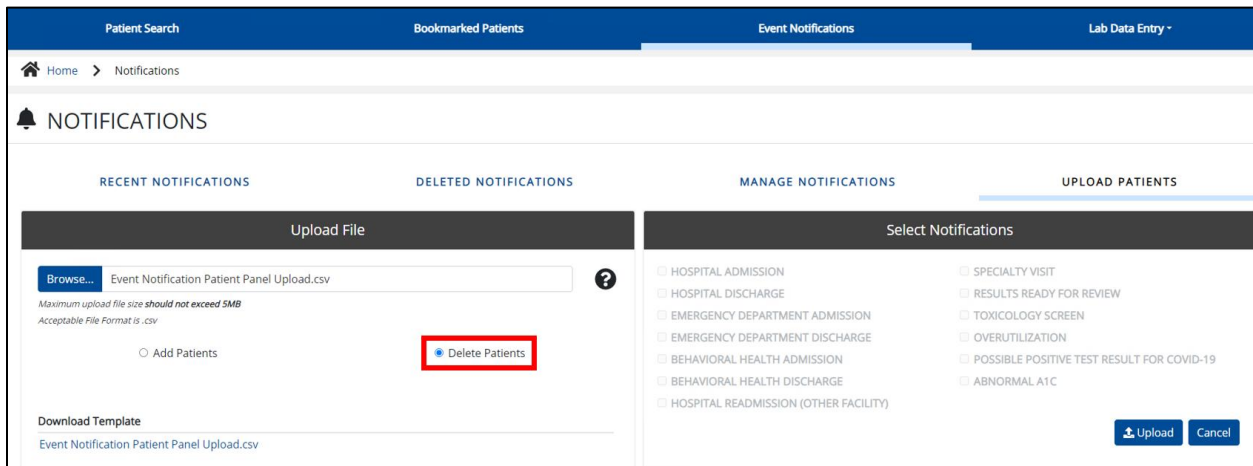 Patient Search
Bookmarked Patients
Event Notifications
Lab Data Entry
Home > Notifications
NOTIFICATIONS
RECENT NOTIFICATIONS
DELETED NOTIFICATIONS
MANAGE NOTIFICATIONS
UPLOAD PATIENTS
Upload File
Browse... Event Notification Patient Panel Upload.csv
?
Maximum upload file size should not exceed 5MB
Acceptable File Format is .csv
Add Patients
Delete Patients
Download Template
Event Notification Patient Panel Upload.csv
Select Notifications
HOSPITAL ADMISSION
HOSPITAL DISCHARGE
EMERGENCY DEPARTMENT ADMISSION
EMERGENCY DEPARTMENT DISCHARGE
BEHAVIORAL HEALTH ADMISSION
BEHAVIORAL HEALTH DISCHARGE
HOSPITAL READMISSION (OTHER FACILITY)
SPECIALTY VISIT
RESULTS READY FOR REVIEW
TOXICOLOGY SCREEN
OVERUTILIZATION
POSSIBLE POSITIVE TEST RESULT FOR COVID-19
ABNORMAL A1C
Upload
Cancel